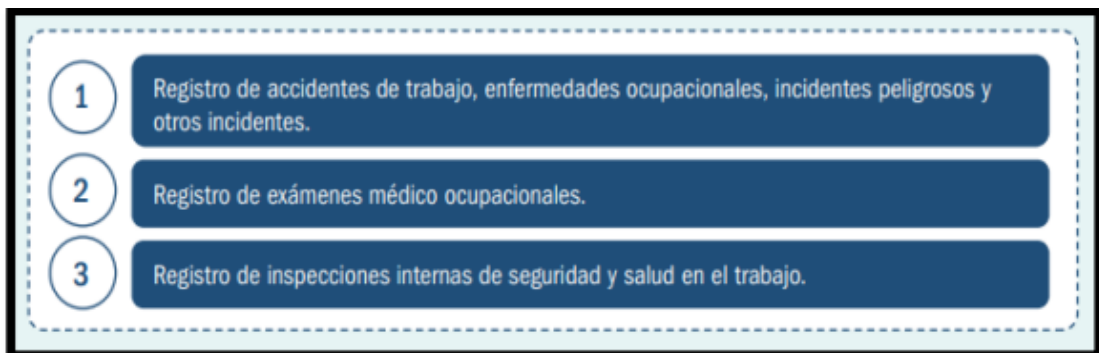 1
Registro de accidentes de trabajo, enfermedades ocupacionales, incidentes peligrosos y
otros incidentes.
2
Registro de exámenes médico ocupacionales.
3
Registro de inspecciones internas de seguridad y salud en el trabajo.